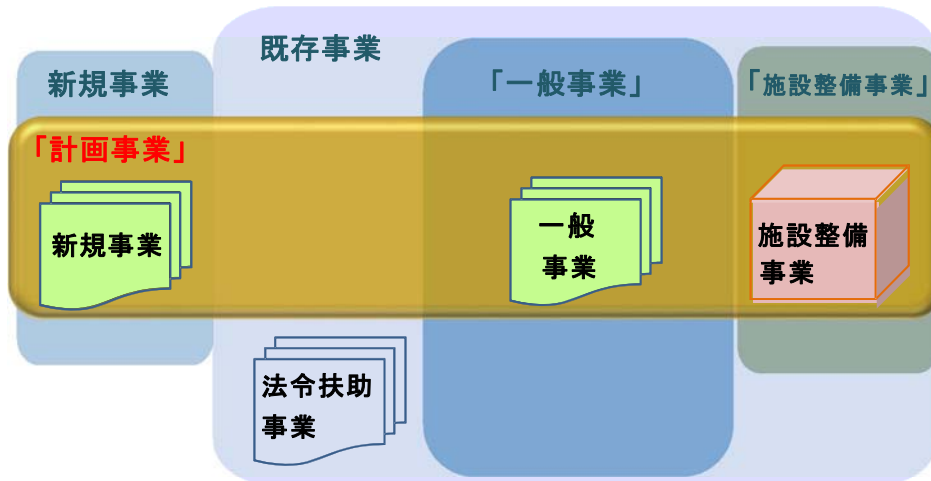 既存事業
新規事業
「一般事業」
「施設整備事業」
「計画事業」
新規事業
一般
事業
施設整備
事業
法令扶助
事業